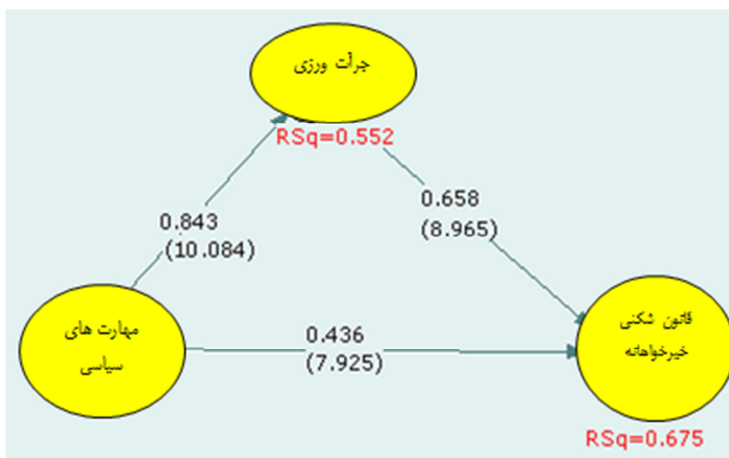 جرأت ورزی
RSq=0.552
0.843
(10.084)
0.658
(8.965)
مهارت های
سیاسی
0.436
(7.925)
قانون شکنی
خیرخواهانه
RSq=0.675